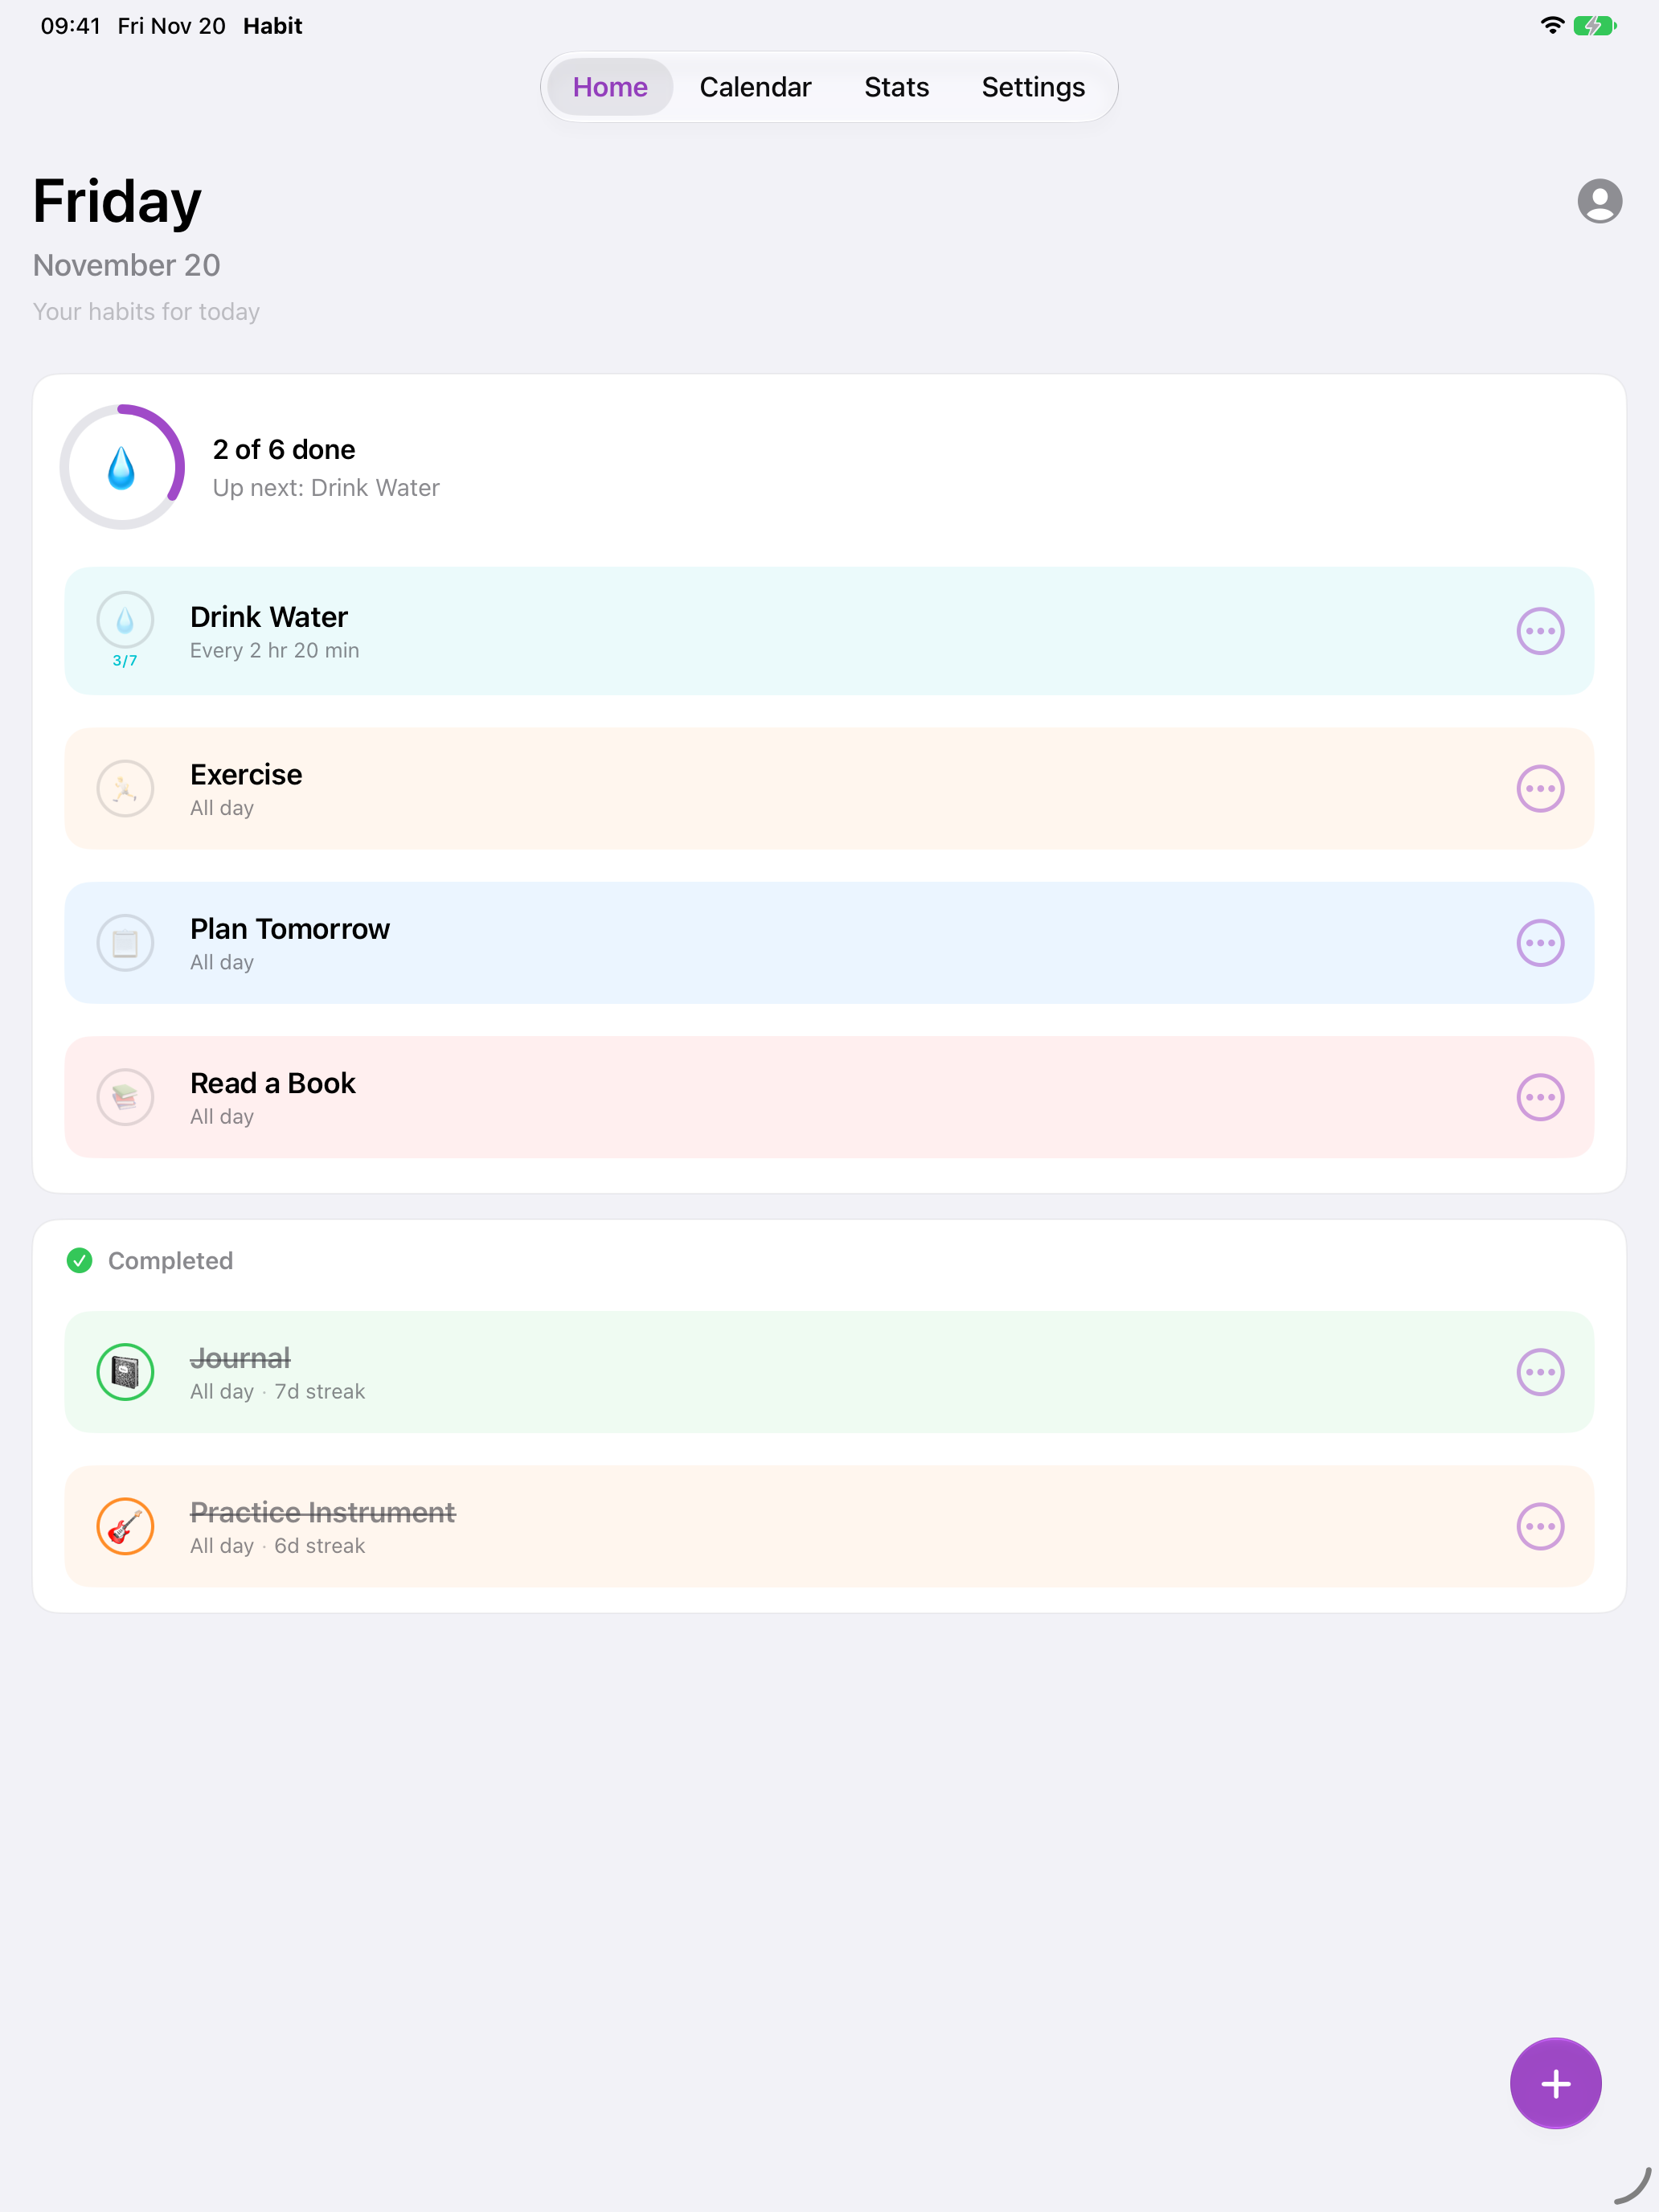 09:41 Fri Nov 20 Habit
Home Calendar Stats Settings
Friday
November 20
Your habits for today
2 of 6 done
Up next: Drink Water
Drink Water
Every 2 hr 20 min
3/7
Exercise
All day
Plan Tomorrow
All day
Read a Book
All day
Completed
Journal
All day · 7d streak
Practice Instrument
All day · 6d streak